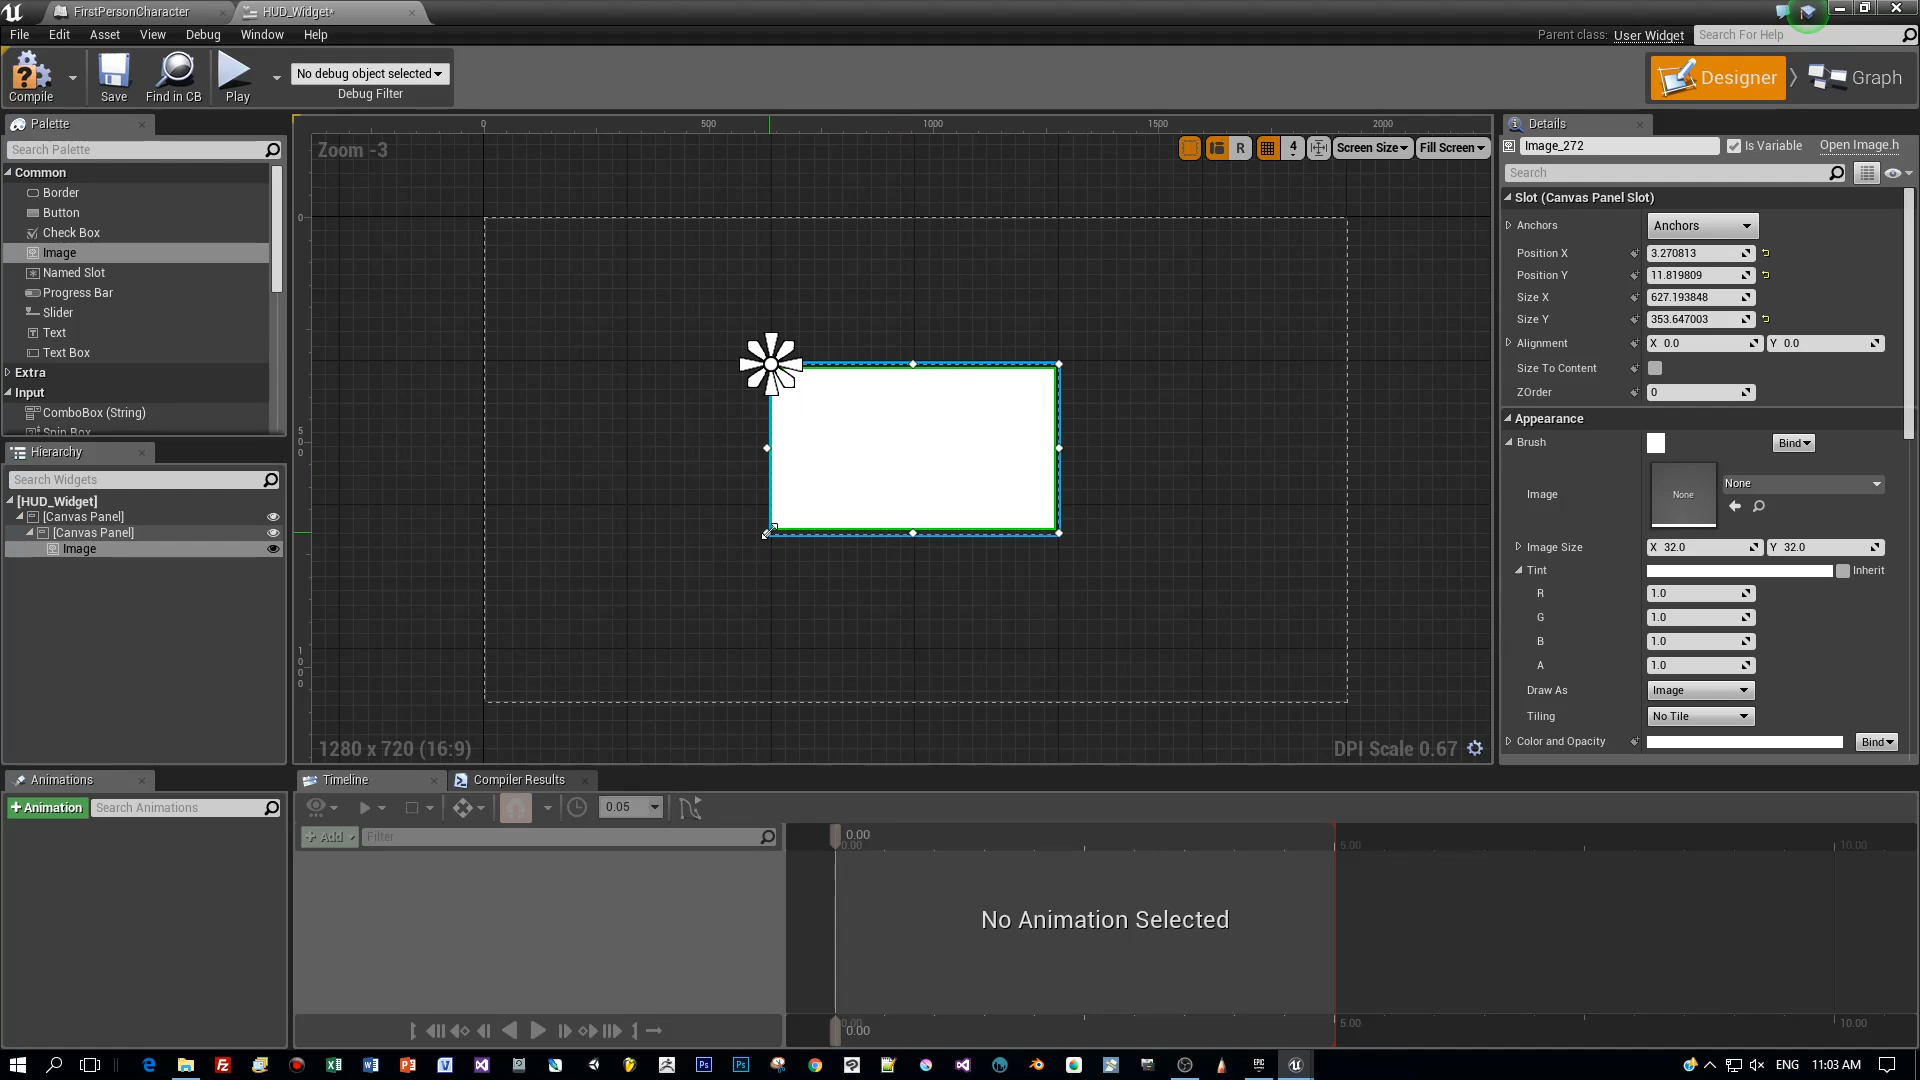 FirstPersonCharacter
HUD_Widget*
File Edit Asset View Debug Window Help
Parent class: User Widget
Search For Help
Compile
Save
Find in CB
Play
No debug object selected
Debug Filter
Designer
Graph
Palette
Search Palette
Common
Border
Button
Check Box
Image
Named Slot
Progress Bar
Slider
Text
Text Box
Extra
Input
ComboBox (String)
Spin Box
Hierarchy
Search Widgets
[HUD_Widget]
[Canvas Panel]
[Canvas Panel]
Image
0 500 1000 1500 2000
Zoom -3
R
4
Screen Size
Fill Screen
0
500
1000
1280 x 720 (16:9)
DPI Scale 0.67
Details
Image_272
Is Variable
Open Image.h
Search
Slot (Canvas Panel Slot)
Anchors Anchors
Position X 3.270813
Position Y 11.819809
Size X 627.193848
Size Y 353.647003
Alignment X 0.0 Y 0.0
Size To Content
ZOrder 0
Appearance
Brush Bind
Image None None
Image Size X 32.0 Y 32.0
Tint Inherit
R 1.0
G 1.0
B 1.0
A 1.0
Draw As Image
Tiling No Tile
Color and Opacity Bind
Animations
+Animation
Search Animations
Timeline
Compiler Results
0.05
+ Add
Filter
0.00
0.00 5.00 10.00
No Animation Selected
0.00 5.00 10.00
0.00
ENG
11:03 AM